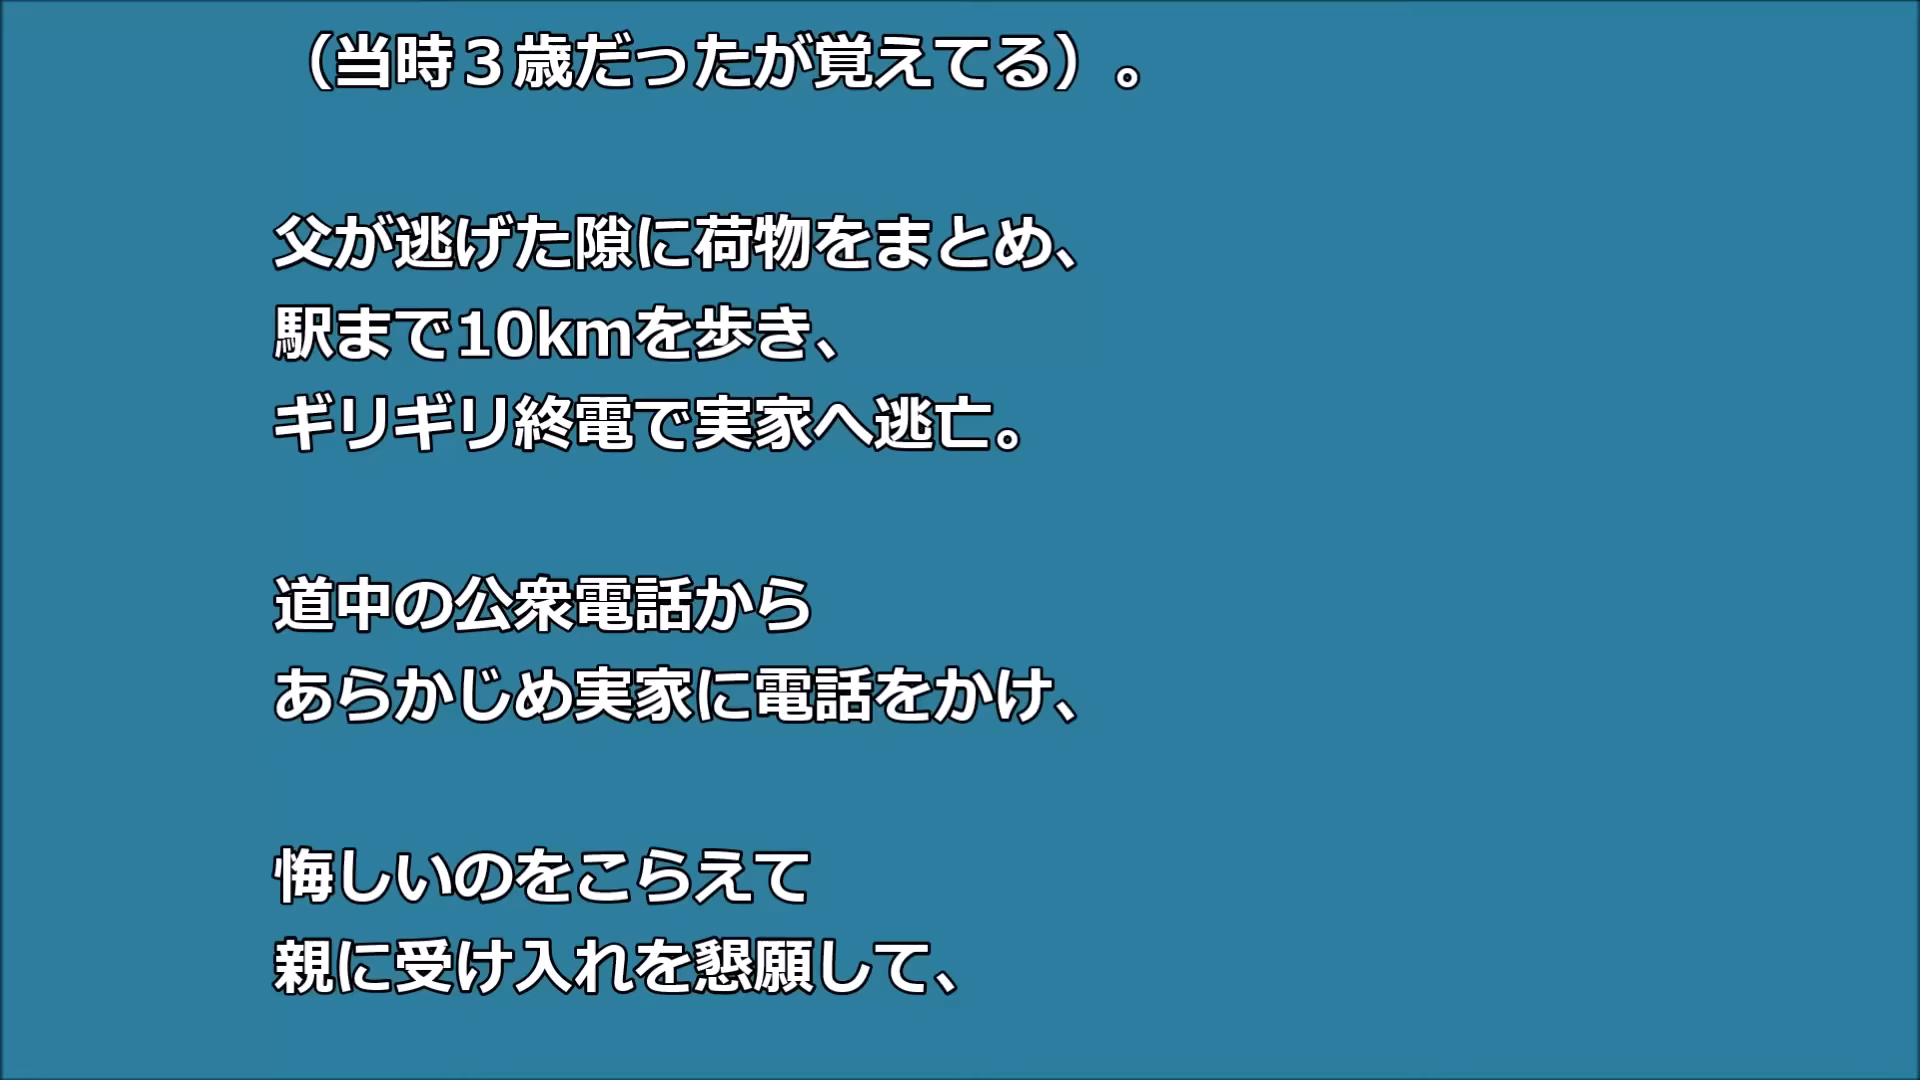 （当時３歳だったが覚えてる）。
父が逃げた隙に荷物をまとめ、
駅まで10kmを歩き、
ギリギリ終電で実家へ逃亡。
道中の公衆電話から
あらかじめ実家に電話をかけ、
悔しいのをこらえて
親に受け入れを懇願して、